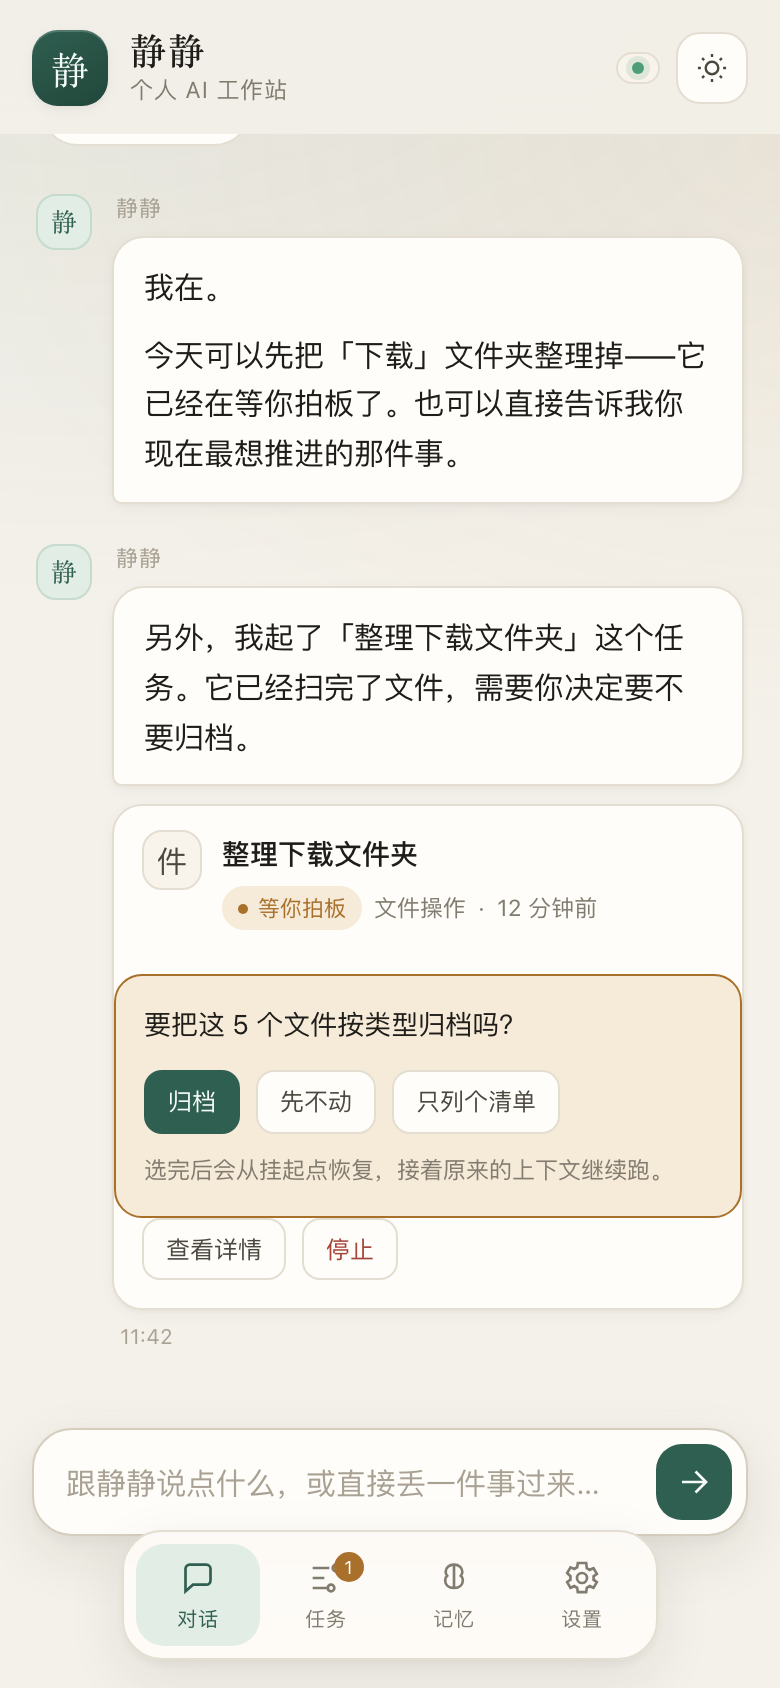 静
静静
个人 AI 工作站
静
静静
我在。
今天可以先把「下载」文件夹整理掉——它
已经在等你拍板了。也可以直接告诉我你
现在最想推进的那件事。
静
静静
另外，我起了「整理下载文件夹」这个任
务。它已经扫完了文件，需要你决定要不
要归档。
件
整理下载文件夹
等你拍板 文件操作 · 12 分钟前
要把这 5 个文件按类型归档吗？
归档 先不动 只列个清单
选完后会从挂起点恢复，接着原来的上下文继续跑。
查看详情 停止
11:42
跟静静说点什么，或直接丢一件事过来…
1
对话 任务 记忆 设置